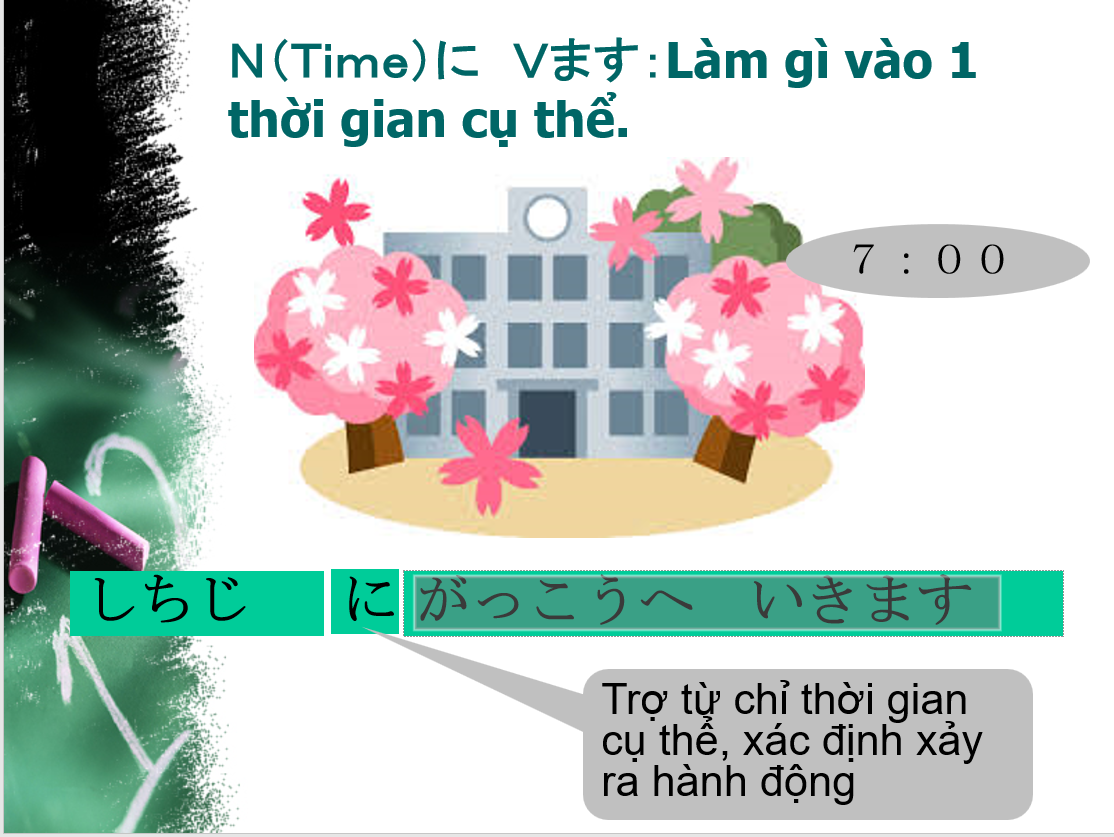 N（Time）に　Vます：Làm gì vào 1
thời gian cụ thể.
７：００
しちじ に がっこうへ　いきます
Trợ từ chỉ thời gian
cụ thể, xác định xảy
ra hành động